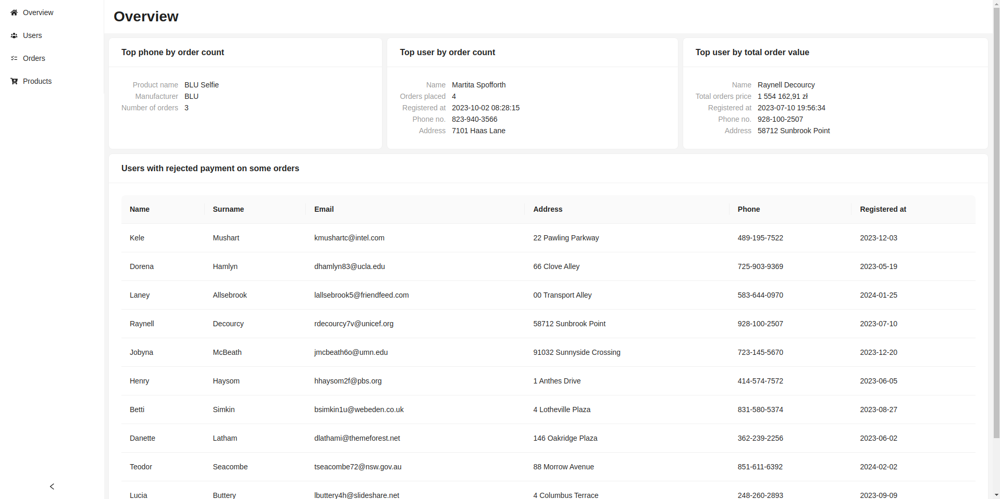 Overview
Users
Orders
Products
Overview
Top phone by order count
Product name BLU Selfie
Manufacturer BLU
Number of orders 3
Top user by order count
Name Martita Spofforth
Orders placed 4
Registered at 2023-10-02 08:28:15
Phone no. 823-940-3566
Address 7101 Haas Lane
Top user by total order value
Name Raynell Decourcy
Total orders price 1 554 162,91 zł
Registered at 2023-07-10 19:56:34
Phone no. 928-100-2507
Address 58712 Sunbrook Point
Users with rejected payment on some orders
Name Surname Email Address Phone Registered at
Kele Mushart kmushartc@intel.com 22 Pawling Parkway 489-195-7522 2023-12-03
Dorena Hamlyn dhamlyn83@ucla.edu 66 Clove Alley 725-903-9369 2023-05-19
Laney Allsebrook lallsebrook5@friendfeed.com 00 Transport Alley 583-644-0970 2024-01-25
Raynell Decourcy rdecourcy7v@unicef.org 58712 Sunbrook Point 928-100-2507 2023-07-10
Jobyna McBeath jmcbeath6o@umn.edu 91032 Sunnyside Crossing 723-145-5670 2023-12-20
Henry Haysom hhaysom2f@pbs.org 1 Anthes Drive 414-574-7572 2023-06-05
Betti Simkin bsimkin1u@webeden.co.uk 4 Lotheville Plaza 831-580-5374 2023-08-27
Danette Latham dlathami@themeforest.net 146 Oakridge Plaza 362-239-2256 2023-06-02
Teodor Seacombe tseacombe72@nsw.gov.au 88 Morrow Avenue 851-611-6392 2024-02-02
Lucia Buttery lbuttery4h@slideshare.net 4 Columbus Terrace 248-260-2893 2023-09-09